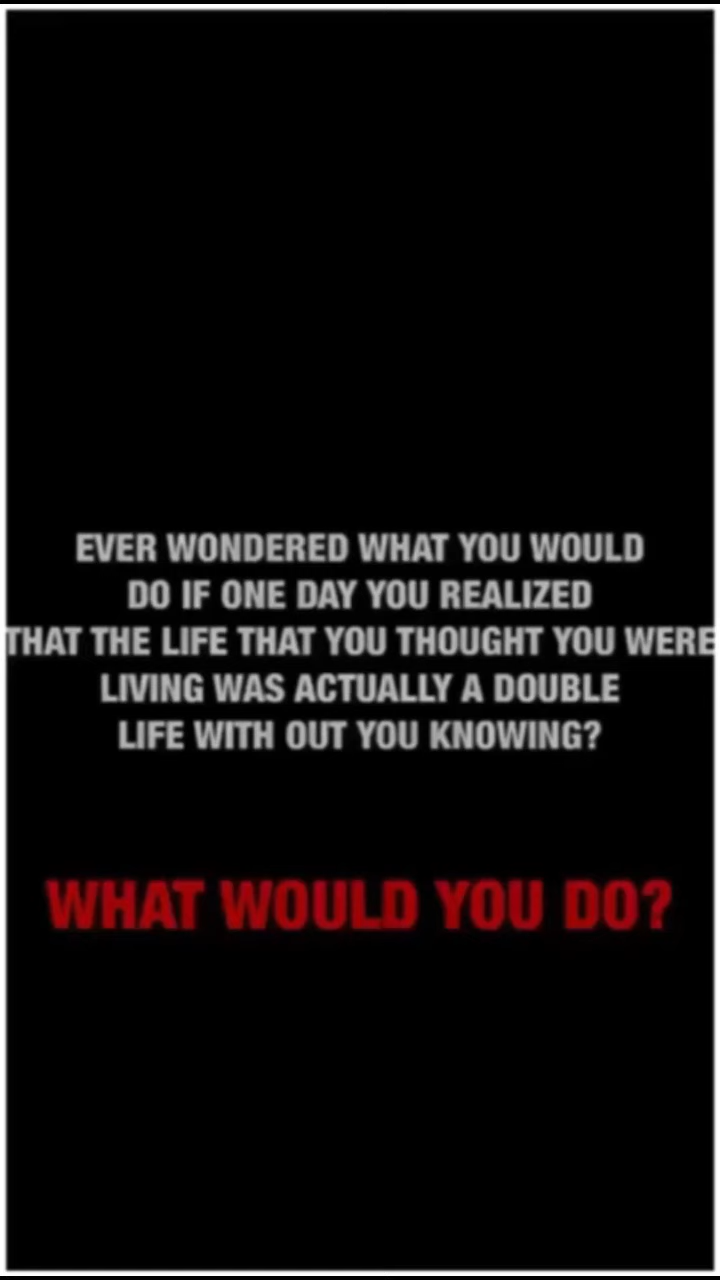 EVER WONDERED WHAT YOU WOULD
DO IF ONE DAY YOU REALIZED
THAT THE LIFE THAT YOU THOUGHT YOU WERE
LIVING WAS ACTUALLY A DOUBLE
LIFE WITH OUT YOU KNOWING?
WHAT WOULD YOU DO?